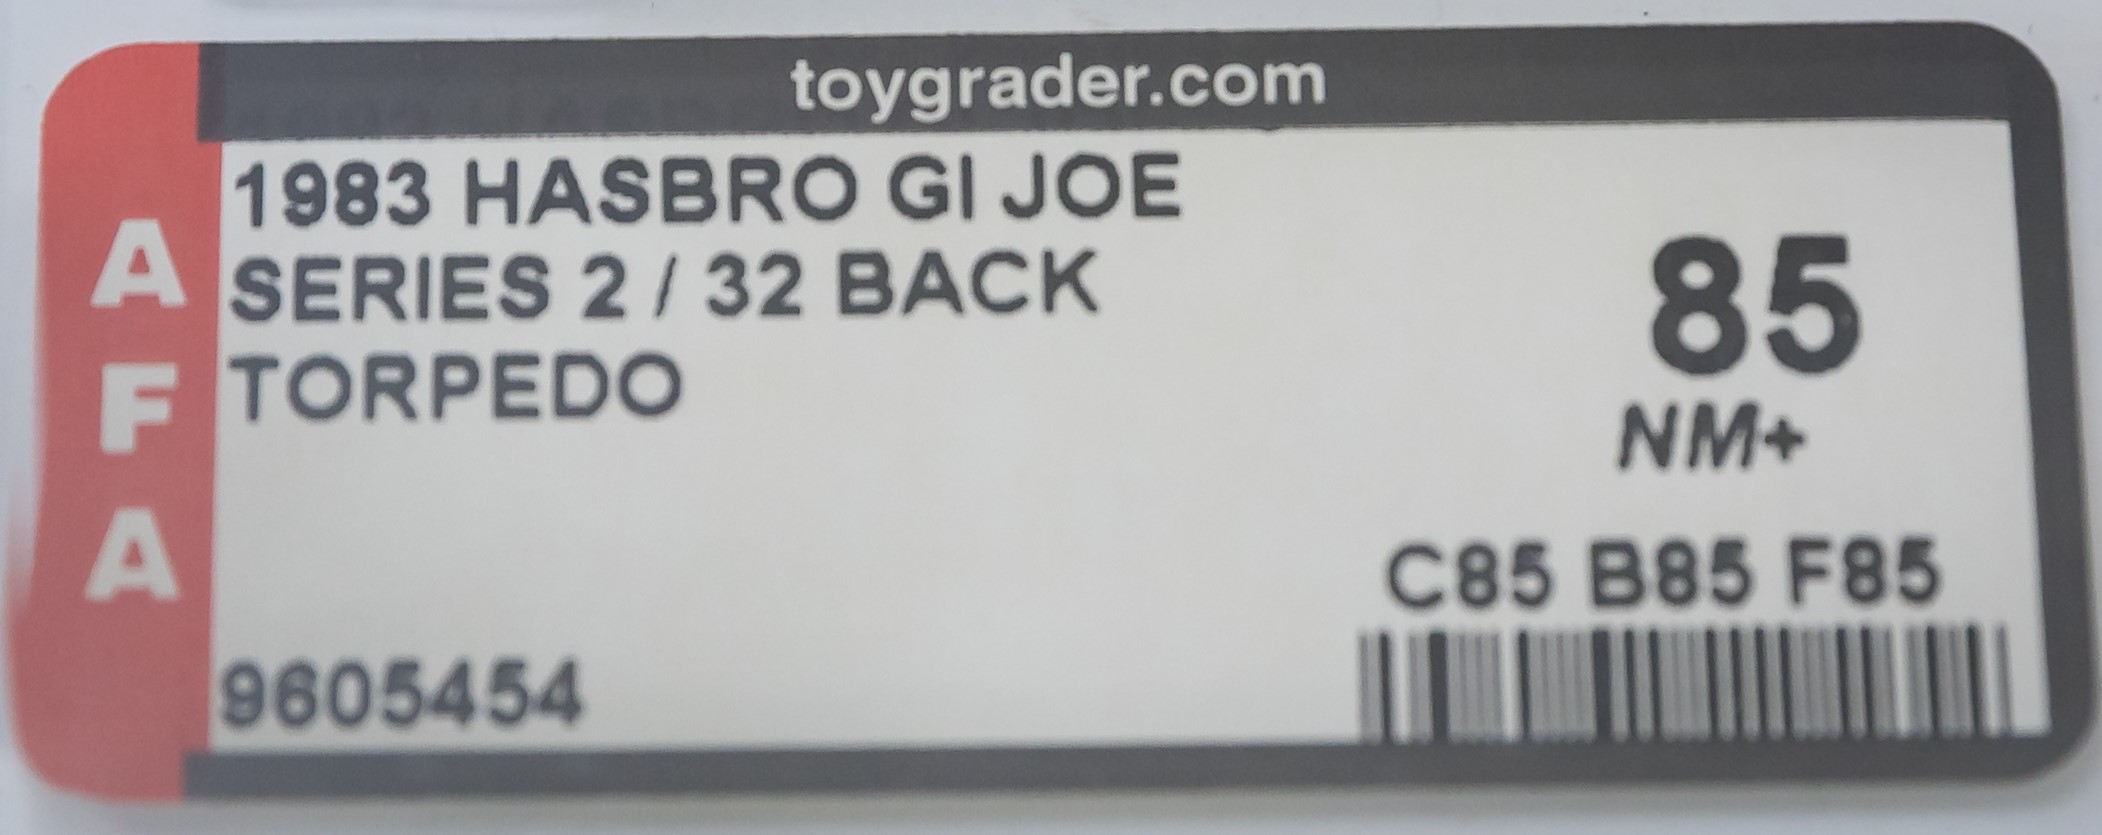 toygrader.com
AFA
1983 HASBRO GI JOE
SERIES 2 / 32 BACK
TORPEDO
85
NM+
C85 B85 F85
9605454